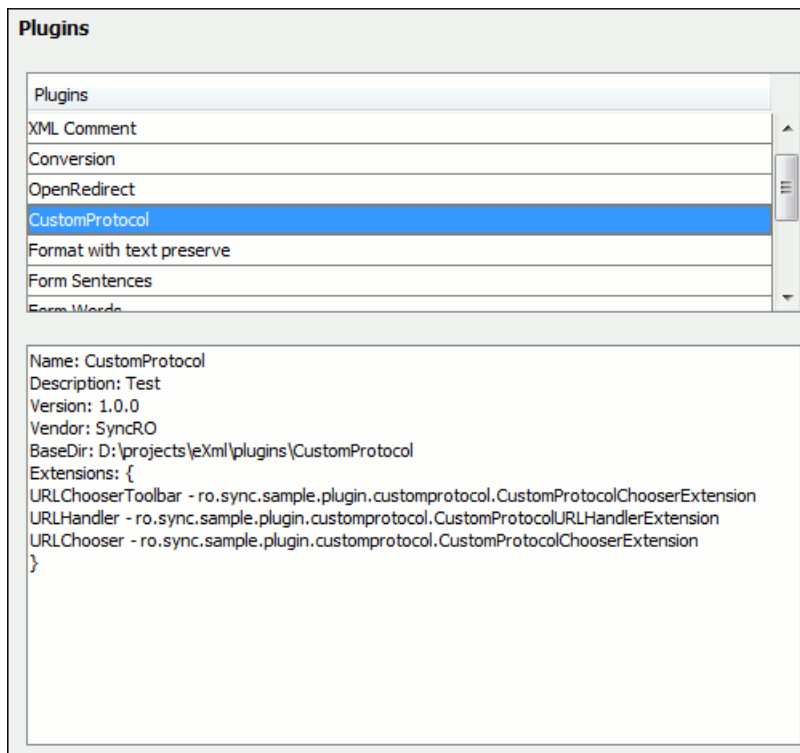 Plugins
Plugins
XML Comment
Conversion
OpenRedirect
CustomProtocol
Format with text preserve
Form Sentences
Form Words
Name: CustomProtocol
Description: Test
Version: 1.0.0
Vendor: SyncRO
BaseDir: D:\projects\eXml\plugins\CustomProtocol
Extensions: {
URLChooserToolbar - ro.sync.sample.plugin.customprotocol.CustomProtocolChooserExtension
URLHandler - ro.sync.sample.plugin.customprotocol.CustomProtocolURLHandlerExtension
URLChooser - ro.sync.sample.plugin.customprotocol.CustomProtocolChooserExtension
}